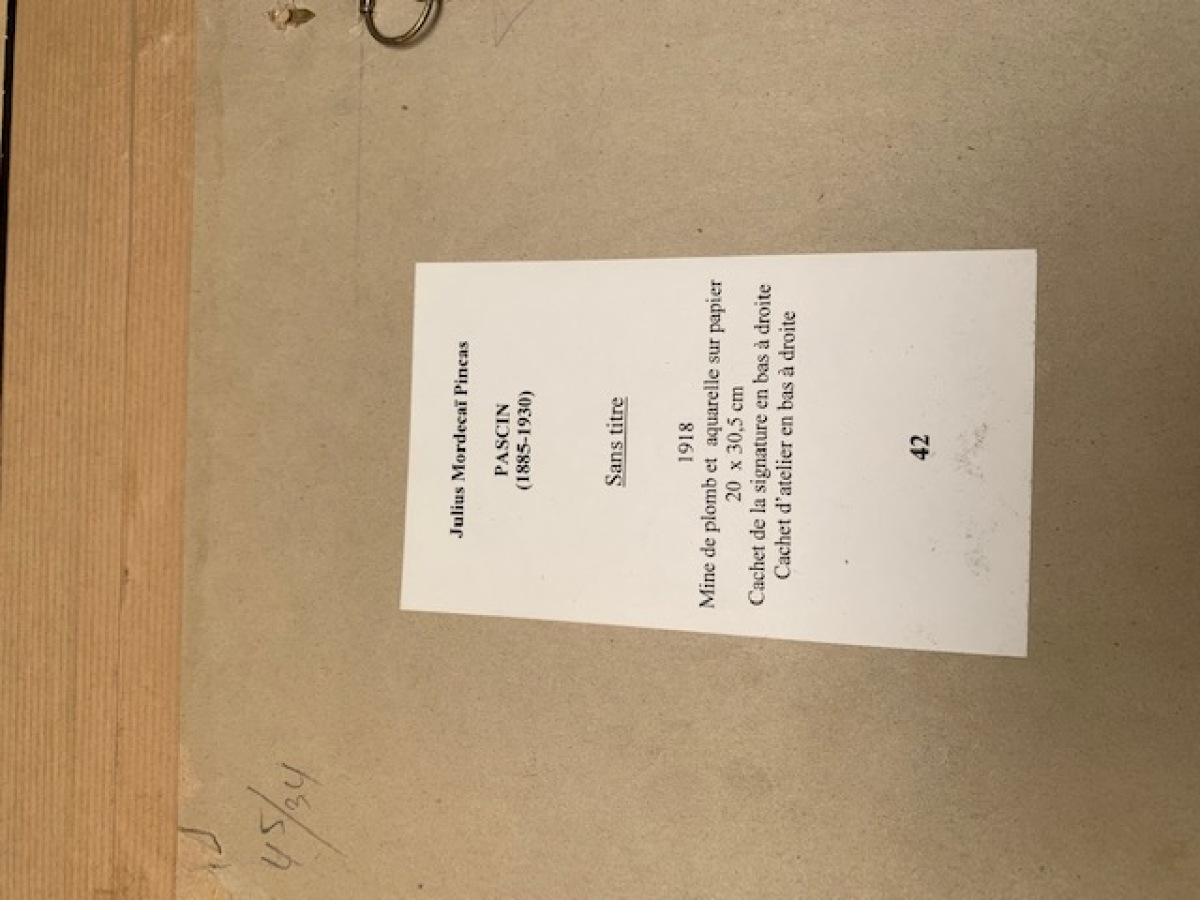 Julius Mordecaï Pincas
PASCIN
(1885-1930)
Sans titre
1918
Mine de plomb et aquarelle sur papier
20 x 30,5 cm
Cachet de la signature en bas à droite
Cachet d'atelier en bas à droite
42
45/34